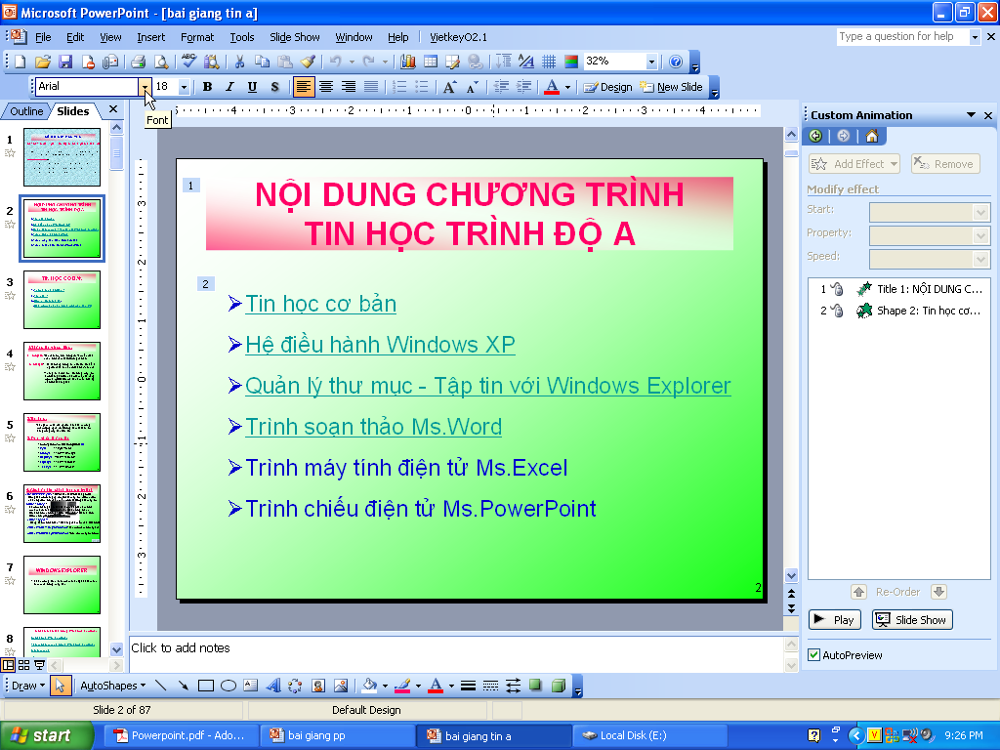 Microsoft PowerPoint - [bai giang tin a]
File Edit View Insert Format Tools Slide Show Window Help VietkeyO2.1
Type a question for help
32%
Arial 18 B I U S Design New Slide
Font
Outline Slides
Custom Animation
Add Effect Remove
Modify effect
Start:
Property:
Speed:
1 Title 1: NỘI DUNG C...
2 Shape 2: Tin học cơ...
Re-Order
Play Slide Show
AutoPreview
1
2
3
4
5
6
7
WINDOWS EXPLORER
8
1
NỘI DUNG CHƯƠNG TRÌNH
TIN HỌC TRÌNH ĐỘ A
2
Tin học cơ bản
Hệ điều hành Windows XP
Quản lý thư mục - Tập tin với Windows Explorer
Trình soạn thảo Ms.Word
Trình máy tính điện tử Ms.Excel
Trình chiếu điện tử Ms.PowerPoint
2
Click to add notes
Draw AutoShapes
Slide 2 of 87 Default Design
start Powerpoint.pdf - Ado... bai giang pp bai giang tin a Local Disk (E:) 9:26 PM